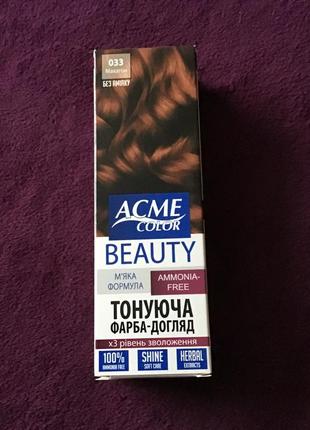 033
Махагон
БЕЗ АМІАКУ
ACME
COLOR
BEAUTY
М'ЯКА
ФОРМУЛА
AMMONIA-
FREE
ТОНУЮЧА
ФАРБА-ДОГЛЯД
х3 рівень зволоження
100%
AMMONIA FREE
SHINE
SOFT CARE
HERBAL
EXTRACTS